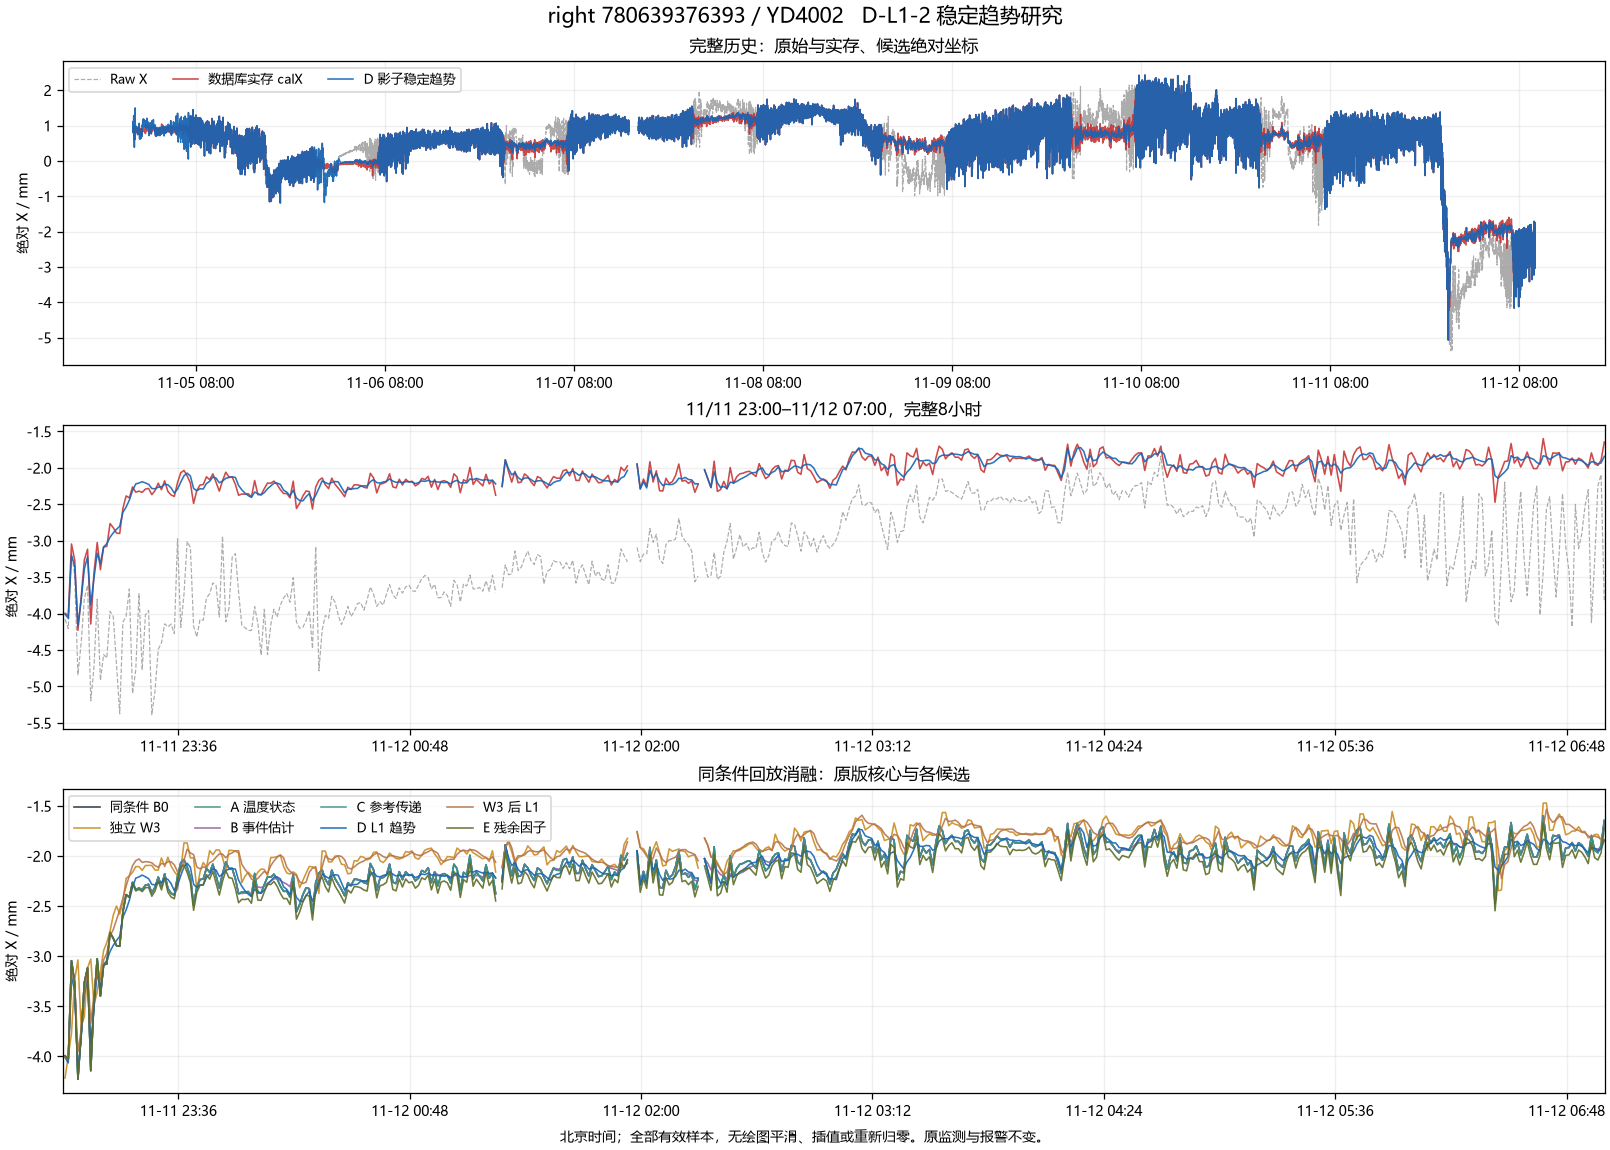 right 780639376393 / YD4002   D-L1-2 稳定趋势研究
完整历史：原始与实存、候选绝对坐标
Raw X
数据库实存 calX
D 影子稳定趋势
绝对 X / mm
2
1
0
-1
-2
-3
-4
-5
11-05 08:00
11-06 08:00
11-07 08:00
11-08 08:00
11-09 08:00
11-10 08:00
11-11 08:00
11-12 08:00
11/11 23:00–11/12 07:00，完整8小时
绝对 X / mm
-1.5
-2.0
-2.5
-3.0
-3.5
-4.0
-4.5
-5.0
-5.5
11-11 23:36
11-12 00:48
11-12 02:00
11-12 03:12
11-12 04:24
11-12 05:36
11-12 06:48
同条件回放消融：原版核心与各候选
同条件 B0
A 温度状态
C 参考传递
W3 后 L1
独立 W3
B 事件估计
D L1 趋势
E 残余因子
绝对 X / mm
-1.5
-2.0
-2.5
-3.0
-3.5
-4.0
11-11 23:36
11-12 00:48
11-12 02:00
11-12 03:12
11-12 04:24
11-12 05:36
11-12 06:48
北京时间；全部有效样本，无绘图平滑、插值或重新归零。原监测与报警不变。